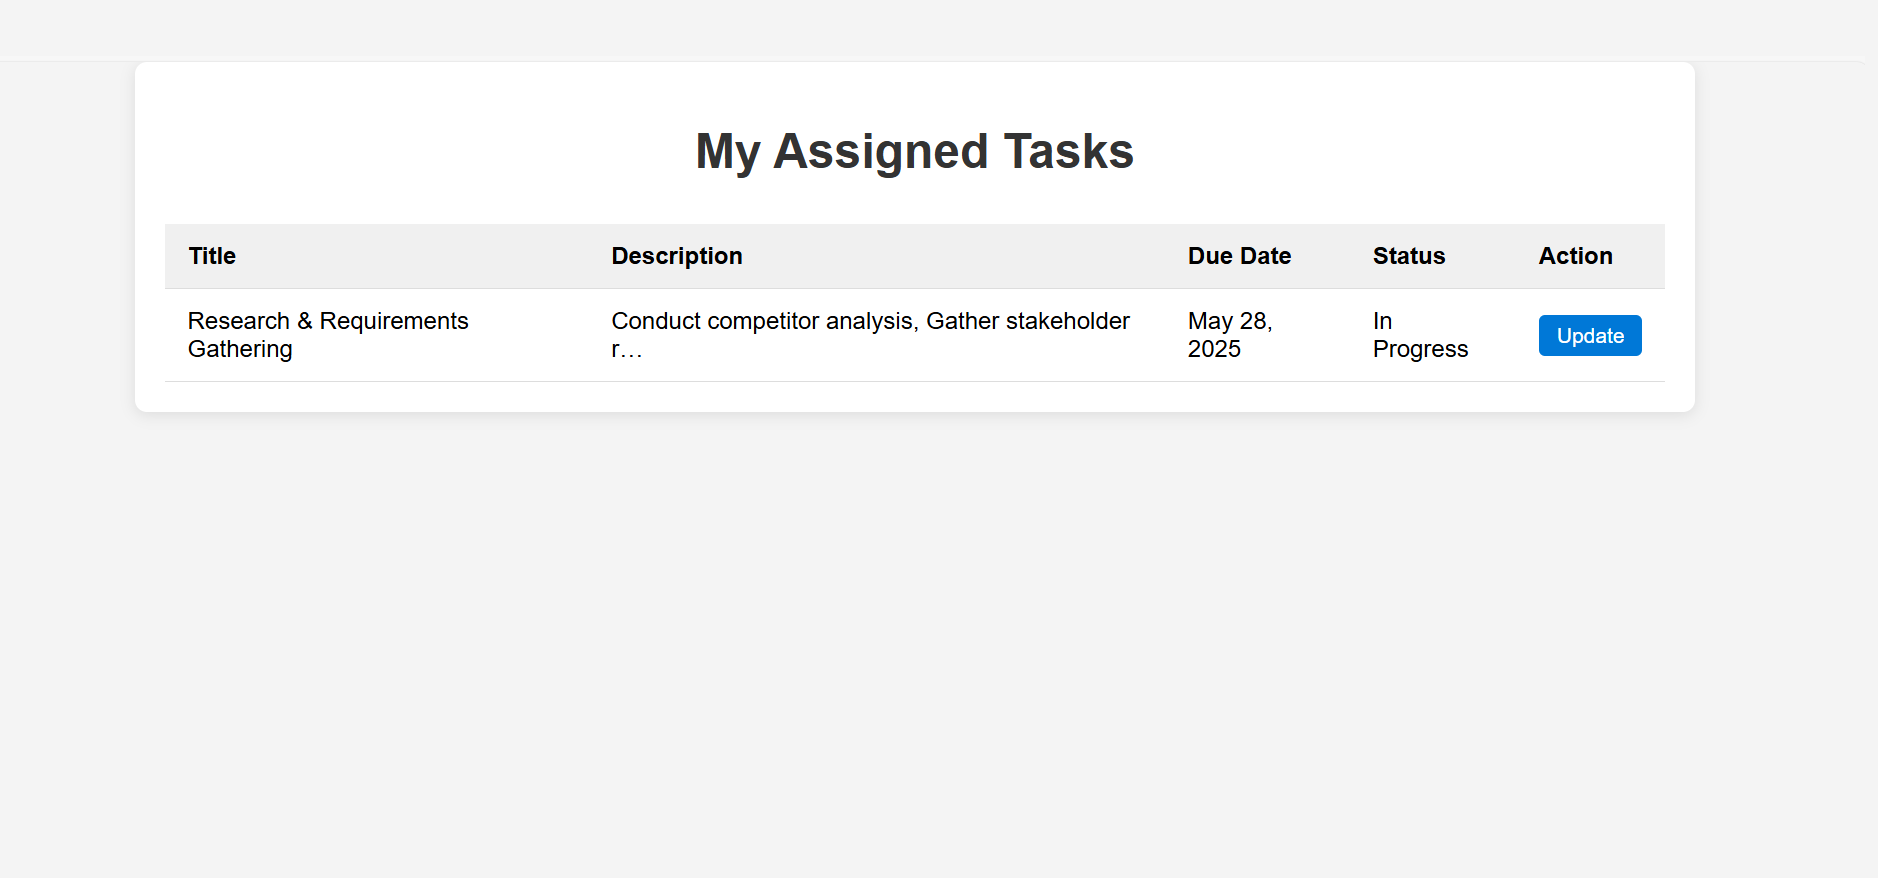 My Assigned Tasks
Title Description Due Date Status Action
Research & Requirements Gathering
Conduct competitor analysis, Gather stakeholder r…
May 28, 2025
In Progress
Update